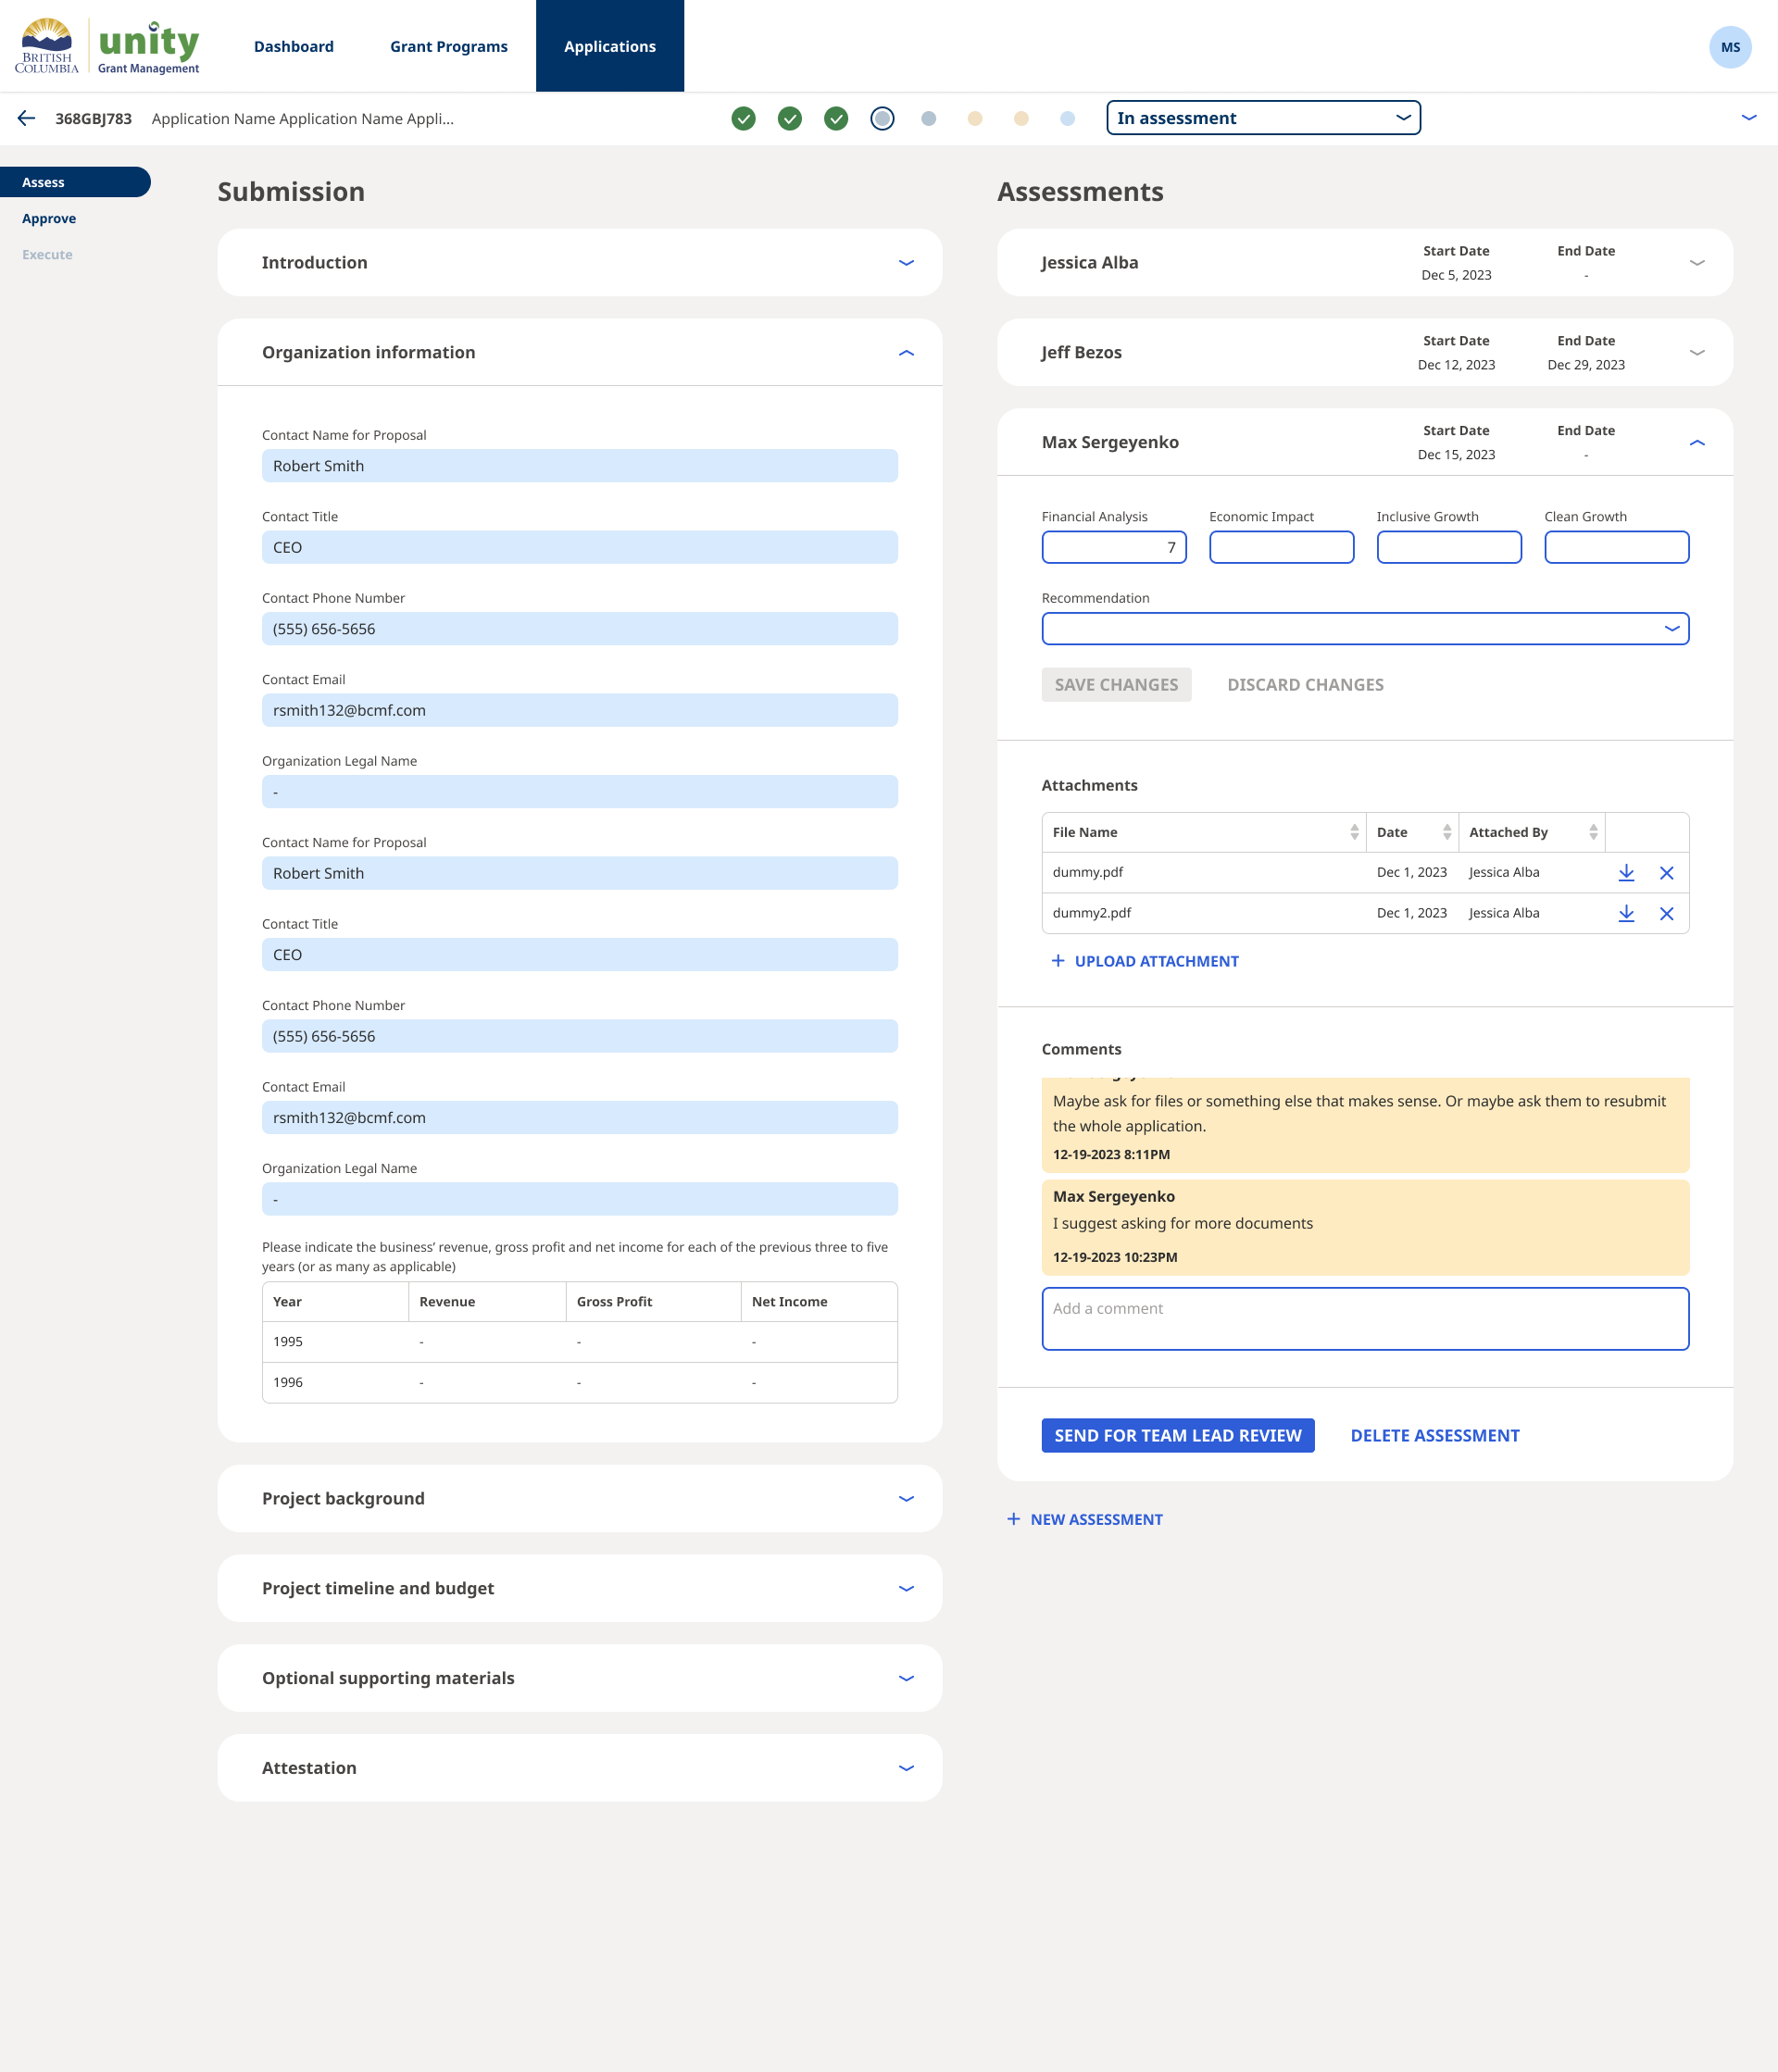 BRITISH
COLUMBIA
unity
Grant Management
Dashboard
Grant Programs
Applications
MS
368GBJ783
Application Name Application Name Appli...
In assessment
Assess
Approve
Execute
Submission
Introduction
Organization information
Contact Name for Proposal
Robert Smith
Contact Title
CEO
Contact Phone Number
(555) 656-5656
Contact Email
rsmith132@bcmf.com
Organization Legal Name
-
Contact Name for Proposal
Robert Smith
Contact Title
CEO
Contact Phone Number
(555) 656-5656
Contact Email
rsmith132@bcmf.com
Organization Legal Name
-
Please indicate the business’ revenue, gross profit and net income for each of the previous three to five
years (or as many as applicable)
Year Revenue Gross Profit Net Income
1995 - - -
1996 - - -
Project background
Project timeline and budget
Optional supporting materials
Attestation
Assessments
Jessica Alba
Start Date
Dec 5, 2023
End Date
-
Jeff Bezos
Start Date
Dec 12, 2023
End Date
Dec 29, 2023
Max Sergeyenko
Start Date
Dec 15, 2023
End Date
-
Financial Analysis
7
Economic Impact
Inclusive Growth
Clean Growth
Recommendation
SAVE CHANGES
DISCARD CHANGES
Attachments
File Name Date Attached By
dummy.pdf Dec 1, 2023 Jessica Alba
dummy2.pdf Dec 1, 2023 Jessica Alba
UPLOAD ATTACHMENT
Comments
Maybe ask for files or something else that makes sense. Or maybe ask them to resubmit
the whole application.
12-19-2023 8:11PM
Max Sergeyenko
I suggest asking for more documents
12-19-2023 10:23PM
Add a comment
SEND FOR TEAM LEAD REVIEW
DELETE ASSESSMENT
NEW ASSESSMENT